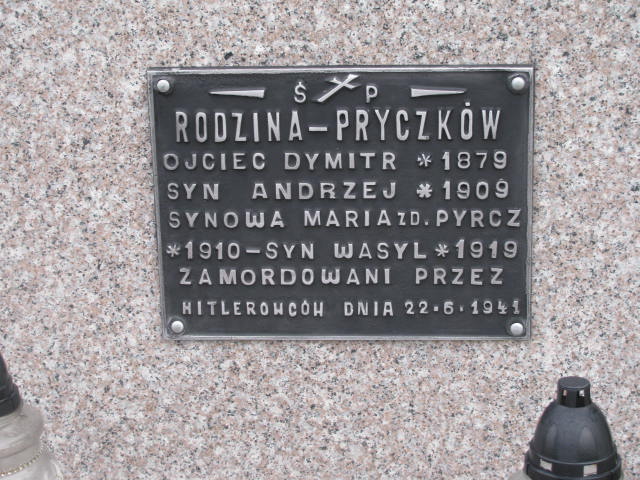 Ś P
RODZINA-PRYCZKÓW
OJCIEC DYMITR * 1879
SYN ANDRZEJ * 1909
SYNOWA MARIA ZD. PYRCZ
*1910-SYN WASYL * 1919
ZAMORDOWANI PRZEZ
HITLEROWCÓW DNIA 22.6.1941